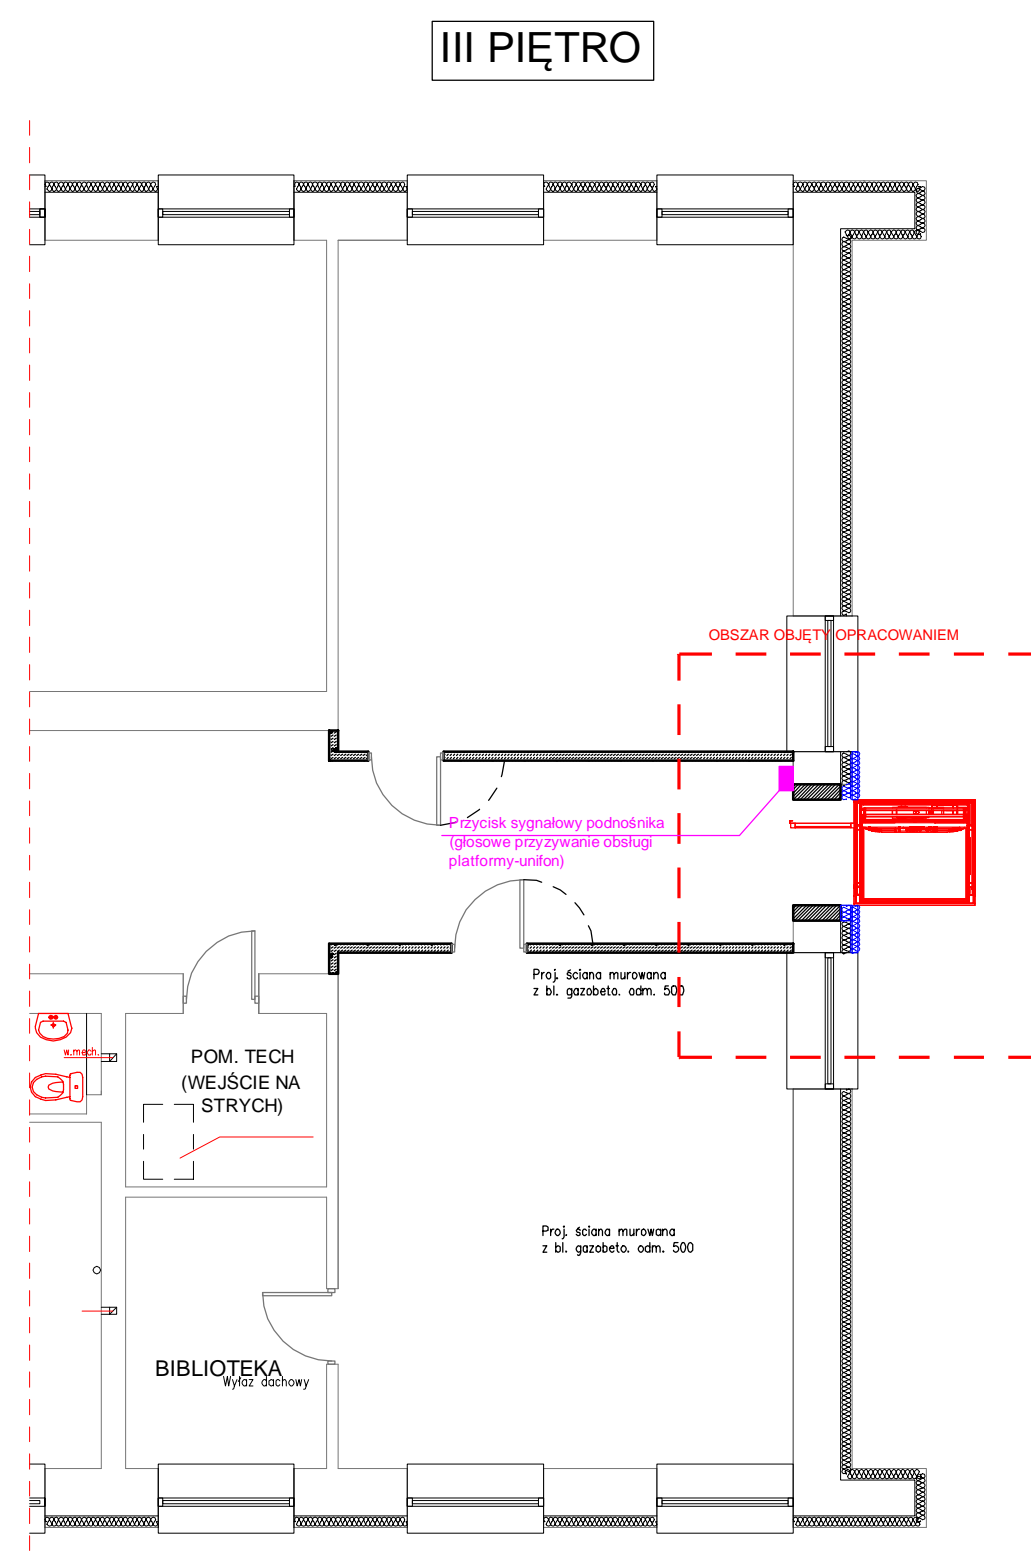 III PIĘTRO
OBSZAR OBJĘTY OPRACOWANIEM
Przycisk sygnałowy podnośnika
(głosowe przyzywanie obsługi
platformy-unifon)
Proj. ściana murowana
z bl. gazobeto. odm. 500
w.mech.
POM. TECH
(WEJŚCIE NA
STRYCH)
Proj. ściana murowana
z bl. gazobeto. odm. 500
BIBLIOTEKA
Wyłaz dachowy